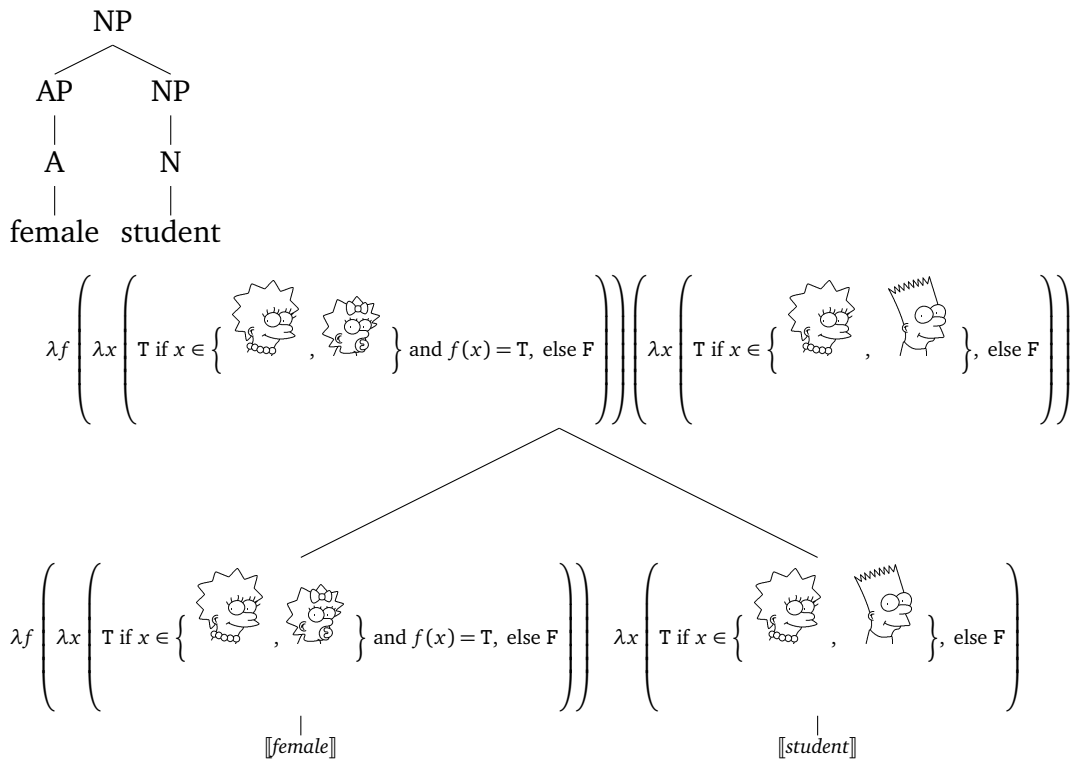 NP
AP NP
A N
female student
λf ( λx ( T if x ∈ { , } and f(x) = T, else F ) ) ( λx ( T if x ∈ { , }, else F ) )
λf ( λx ( T if x ∈ { , } and f(x) = T, else F ) ) λx ( T if x ∈ { , }, else F )
⟦female⟧ ⟦student⟧